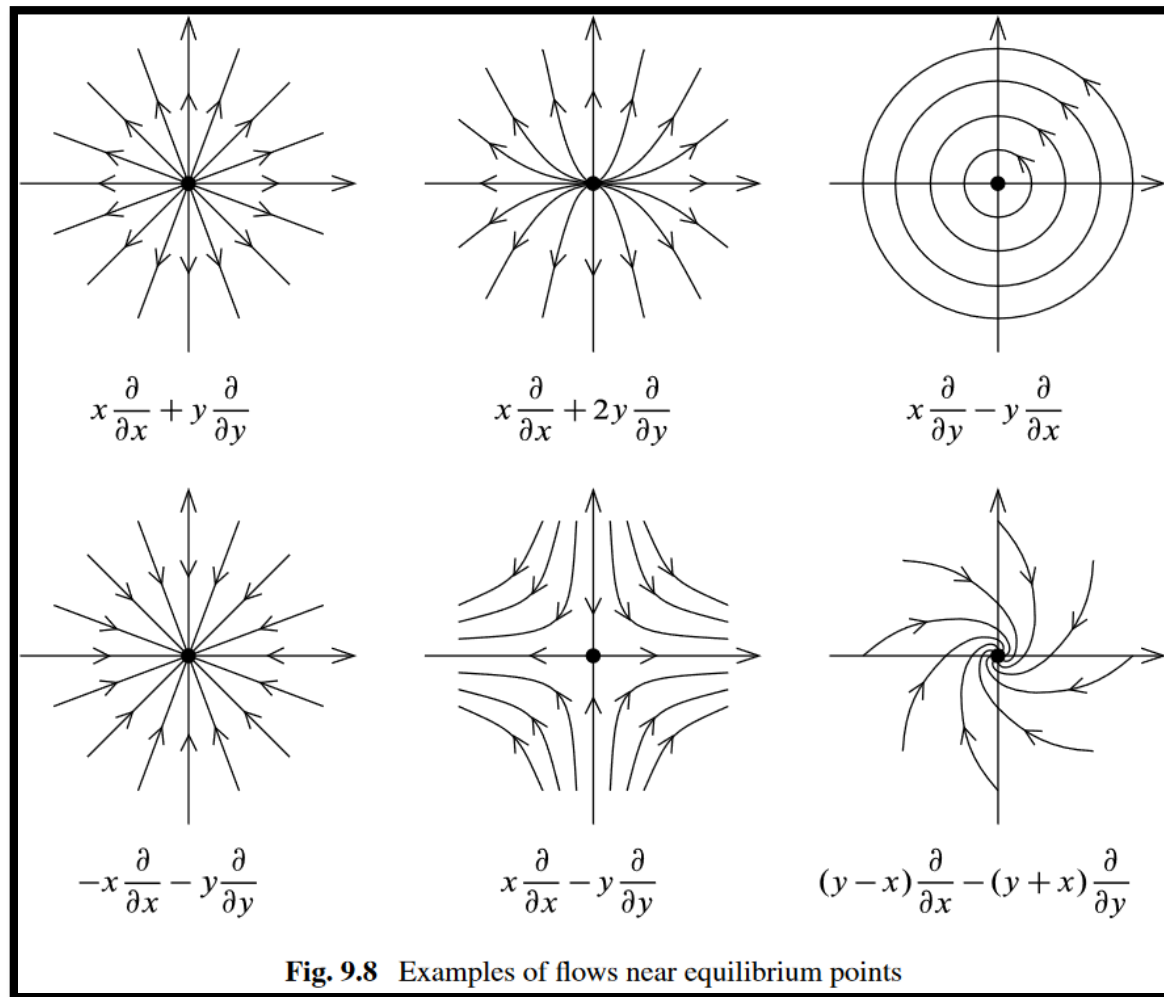 x ∂/∂x + y ∂/∂y
x ∂/∂x + 2y ∂/∂y
x ∂/∂y − y ∂/∂x
−x ∂/∂x − y ∂/∂y
x ∂/∂x − y ∂/∂y
(y − x) ∂/∂x − (y + x) ∂/∂y
Fig. 9.8 Examples of flows near equilibrium points